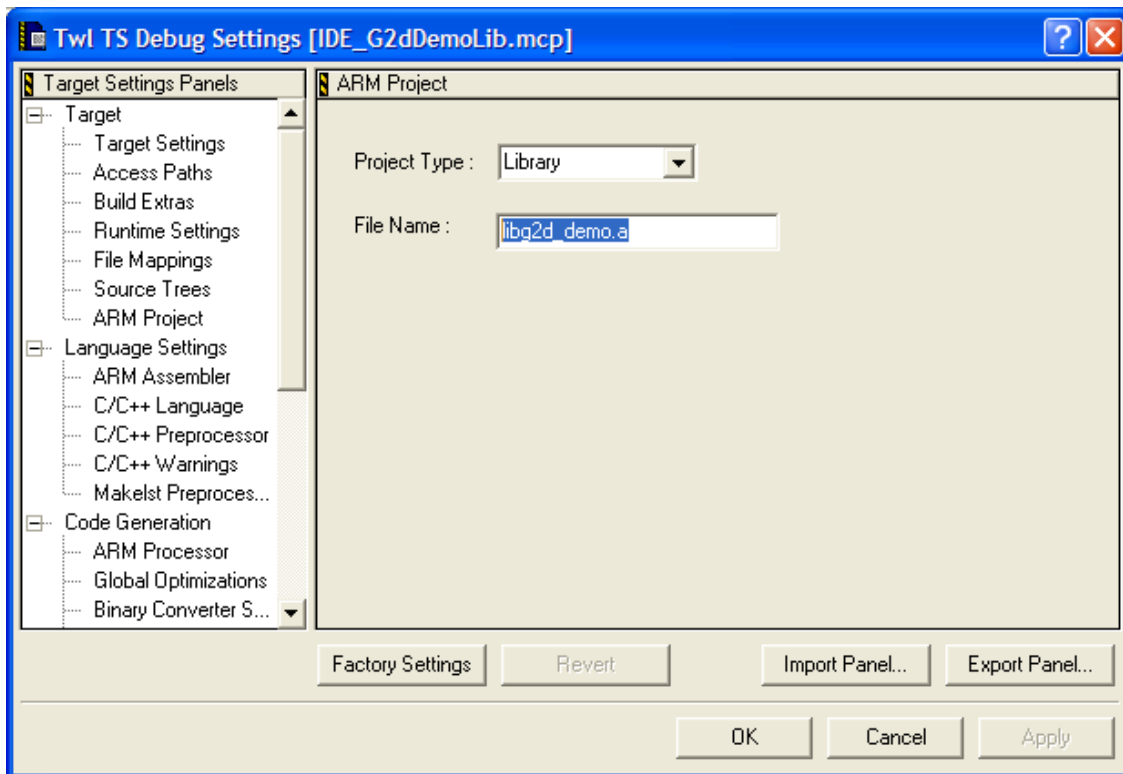 Twl TS Debug Settings [IDE_G2dDemoLib.mcp]
Target Settings Panels
Target
Target Settings
Access Paths
Build Extras
Runtime Settings
File Mappings
Source Trees
ARM Project
Language Settings
ARM Assembler
C/C++ Language
C/C++ Preprocessor
C/C++ Warnings
Makelst Preproces...
Code Generation
ARM Processor
Global Optimizations
Binary Converter S...
ARM Project
Project Type : Library
File Name : libg2d_demo.a
Factory Settings Revert Import Panel... Export Panel...
OK Cancel Apply